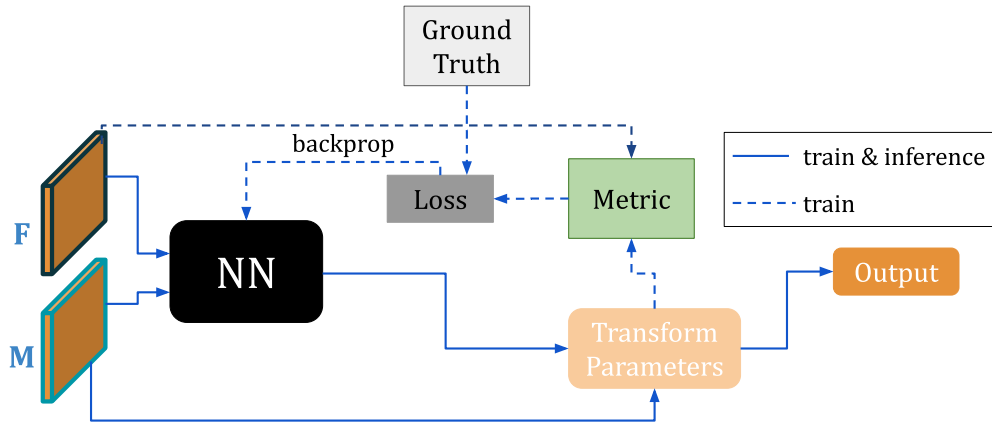 Ground
Truth
backprop
train & inference
train
F
Loss
Metric
NN
Output
M
Transform
Parameters